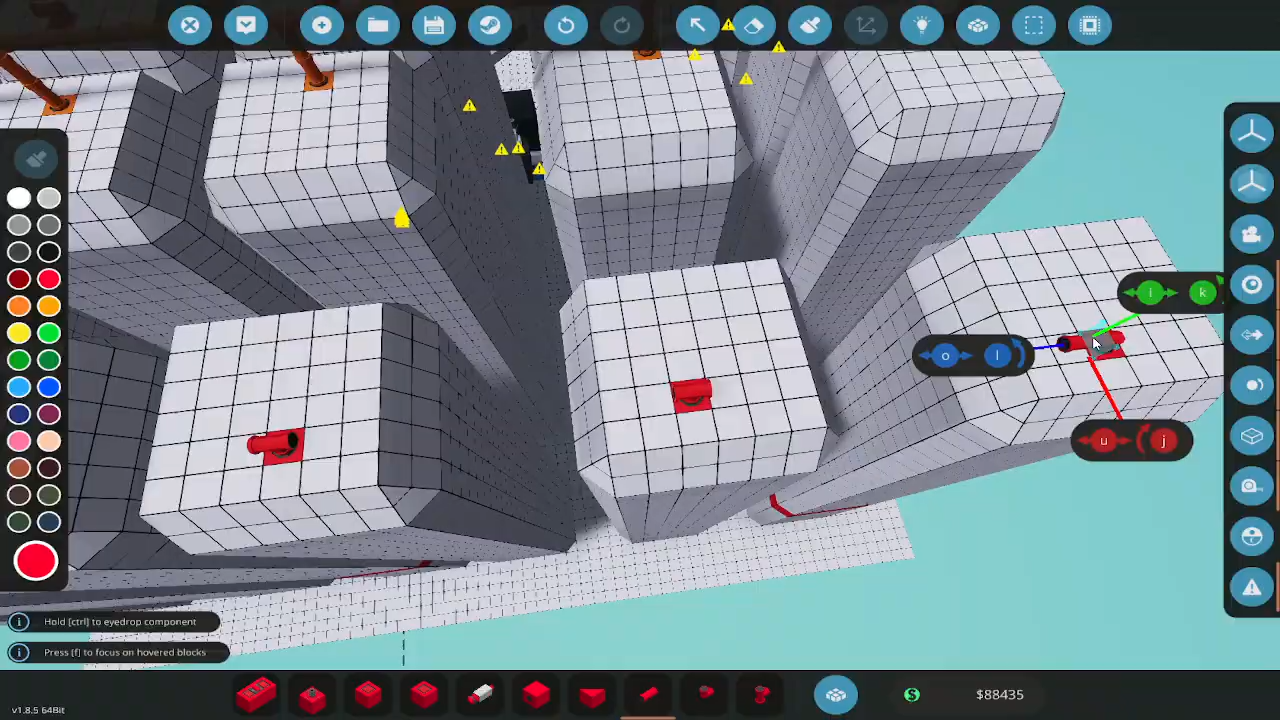 i k
o l
u j
Hold [ctrl] to eyedrop component
Press [f] to focus on hovered blocks
$ $88435
v1.8.5 64Bit